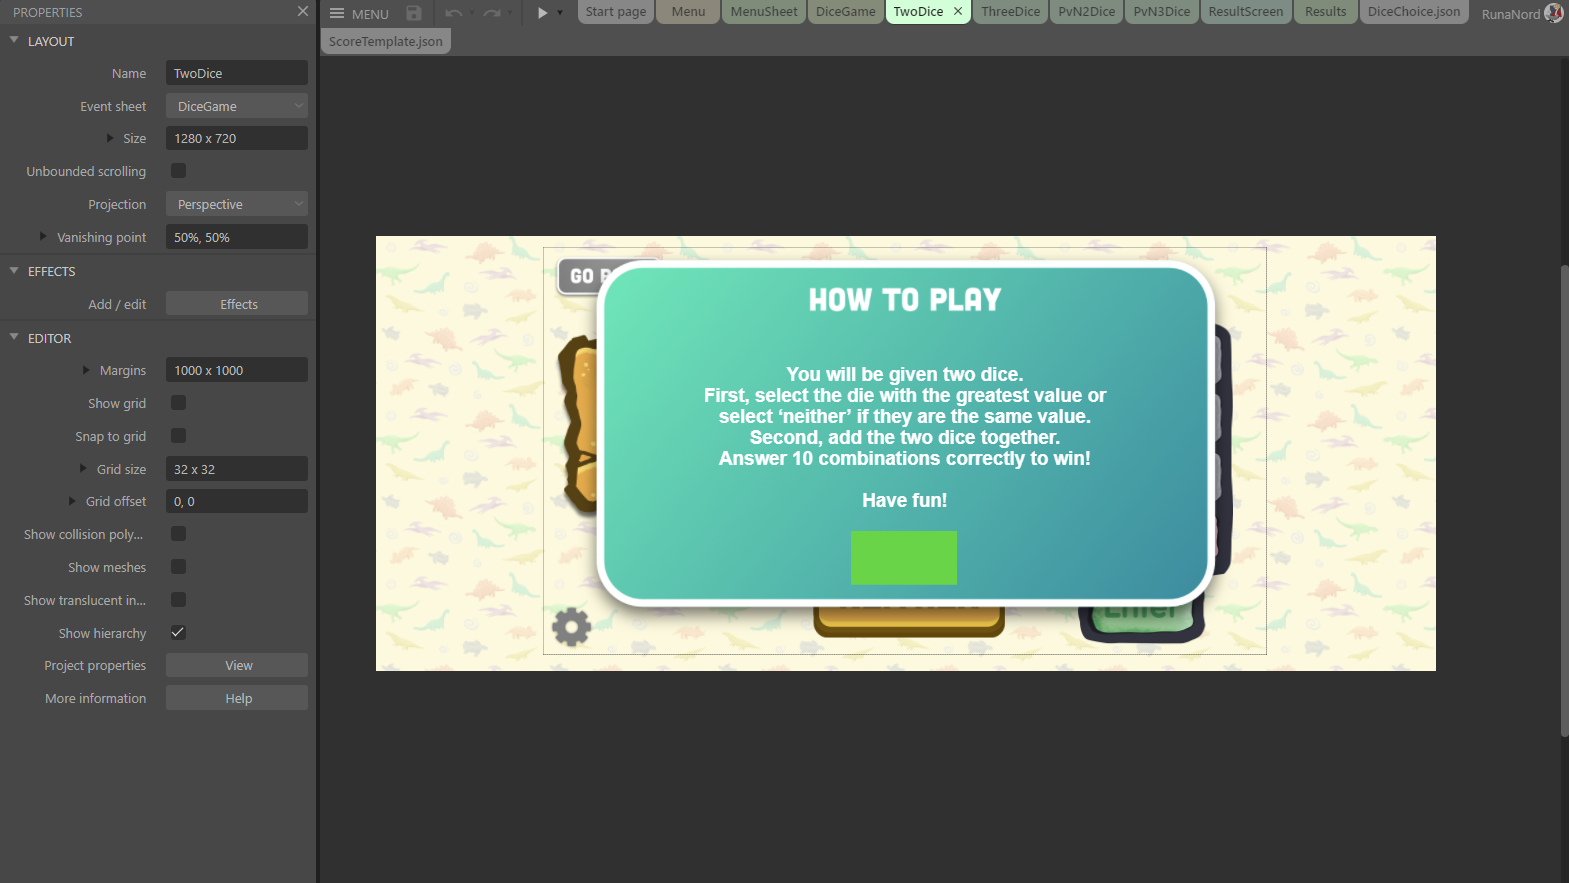 PROPERTIES
MENU
Start page
Menu
MenuSheet
DiceGame
TwoDice
ThreeDice
PvN2Dice
PvN3Dice
ResultScreen
Results
DiceChoice.json
RunaNord
ScoreTemplate.json
LAYOUT
Name TwoDice
Event sheet DiceGame
Size 1280 x 720
Unbounded scrolling
Projection Perspective
Vanishing point 50%, 50%
EFFECTS
Add / edit Effects
EDITOR
Margins 1000 x 1000
Show grid
Snap to grid
Grid size 32 x 32
Grid offset 0, 0
Show collision poly...
Show meshes
Show translucent in...
Show hierarchy
Project properties View
More information Help
GO
HOW TO PLAY
You will be given two dice.
First, select the die with the greatest value or
select ‘neither’ if they are the same value.
Second, add the two dice together.
Answer 10 combinations correctly to win!
Have fun!
Enter